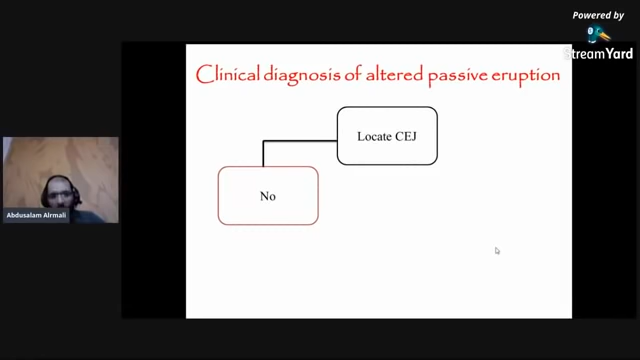 Powered by
StreamYard
Clinical diagnosis of altered passive eruption
Locate CEJ
No
Abdusalam Alrmali